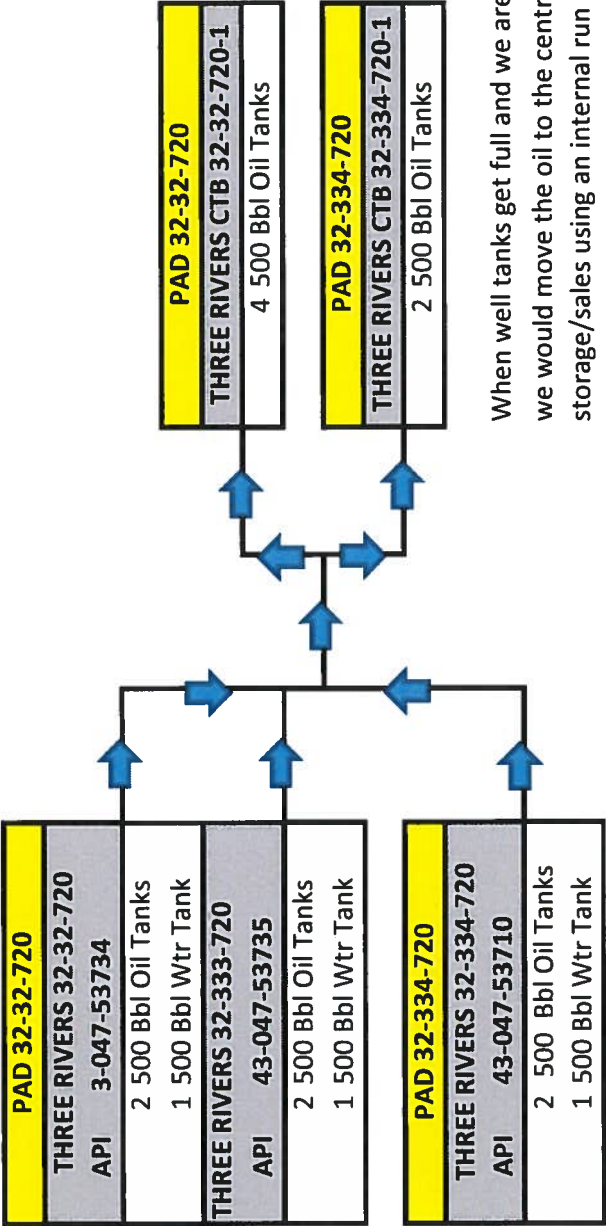 PAD 32-32-720
THREE RIVERS 32-32-720
API 3-047-53734
2 500 Bbl Oil Tanks
1 500 Bbl Wtr Tank
THREE RIVERS 32-333-720
API 43-047-53735
2 500 Bbl Oil Tanks
1 500 Bbl Wtr Tank
PAD 32-334-720
THREE RIVERS 32-334-720
API 43-047-53710
2 500 Bbl Oil Tanks
1 500 Bbl Wtr Tank
PAD 32-32-720
THREE RIVERS CTB 32-32-720-1
4 500 Bbl Oil Tanks
PAD 32-334-720
THREE RIVERS CTB 32-334-720-1
2 500 Bbl Oil Tanks
When well tanks get full and we are
we would move the oil to the centr
storage/sales using an internal run